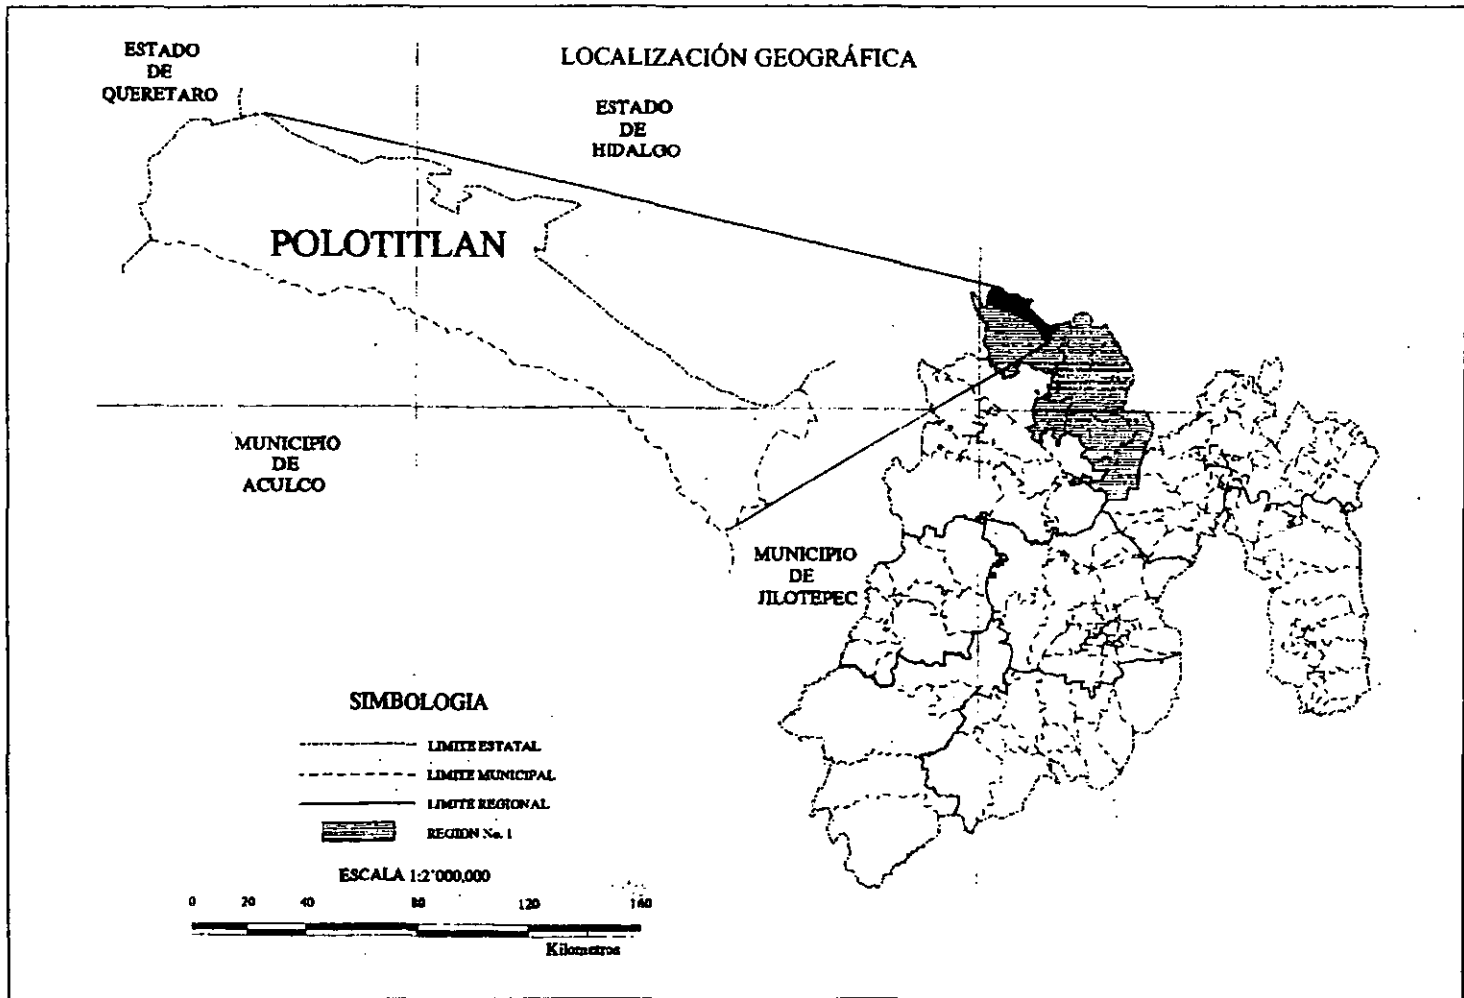 LOCALIZACIÓN GEOGRÁFICA
ESTADO
DE
QUERETARO
ESTADO
DE
HIDALGO
POLOTITLAN
MUNICIPIO
DE
ACULCO
MUNICIPIO
DE
JILOTEPEC
SIMBOLOGIA
LIMITE ESTATAL
LIMITE MUNICIPAL
LIMITE REGIONAL
REGION No. 1
ESCALA 1:2'000,000
0 20 40 80 120 160
Kilometros